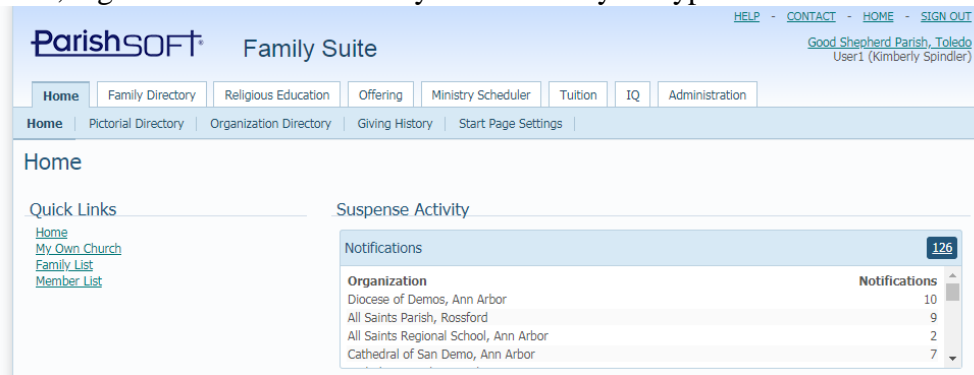 HELP - CONTACT - HOME - SIGN OUT
ParishSOFT Family Suite
Good Shepherd Parish, Toledo
User1 (Kimberly Spindler)
Home Family Directory Religious Education Offering Ministry Scheduler Tuition IQ Administration
Home Pictorial Directory Organization Directory Giving History Start Page Settings
Home
Quick Links
Home
My Own Church
Family List
Member List
Suspense Activity
Notifications 126
Organization Notifications
Diocese of Demos, Ann Arbor 10
All Saints Parish, Rossford 9
All Saints Regional School, Ann Arbor 2
Cathedral of San Demo, Ann Arbor 7